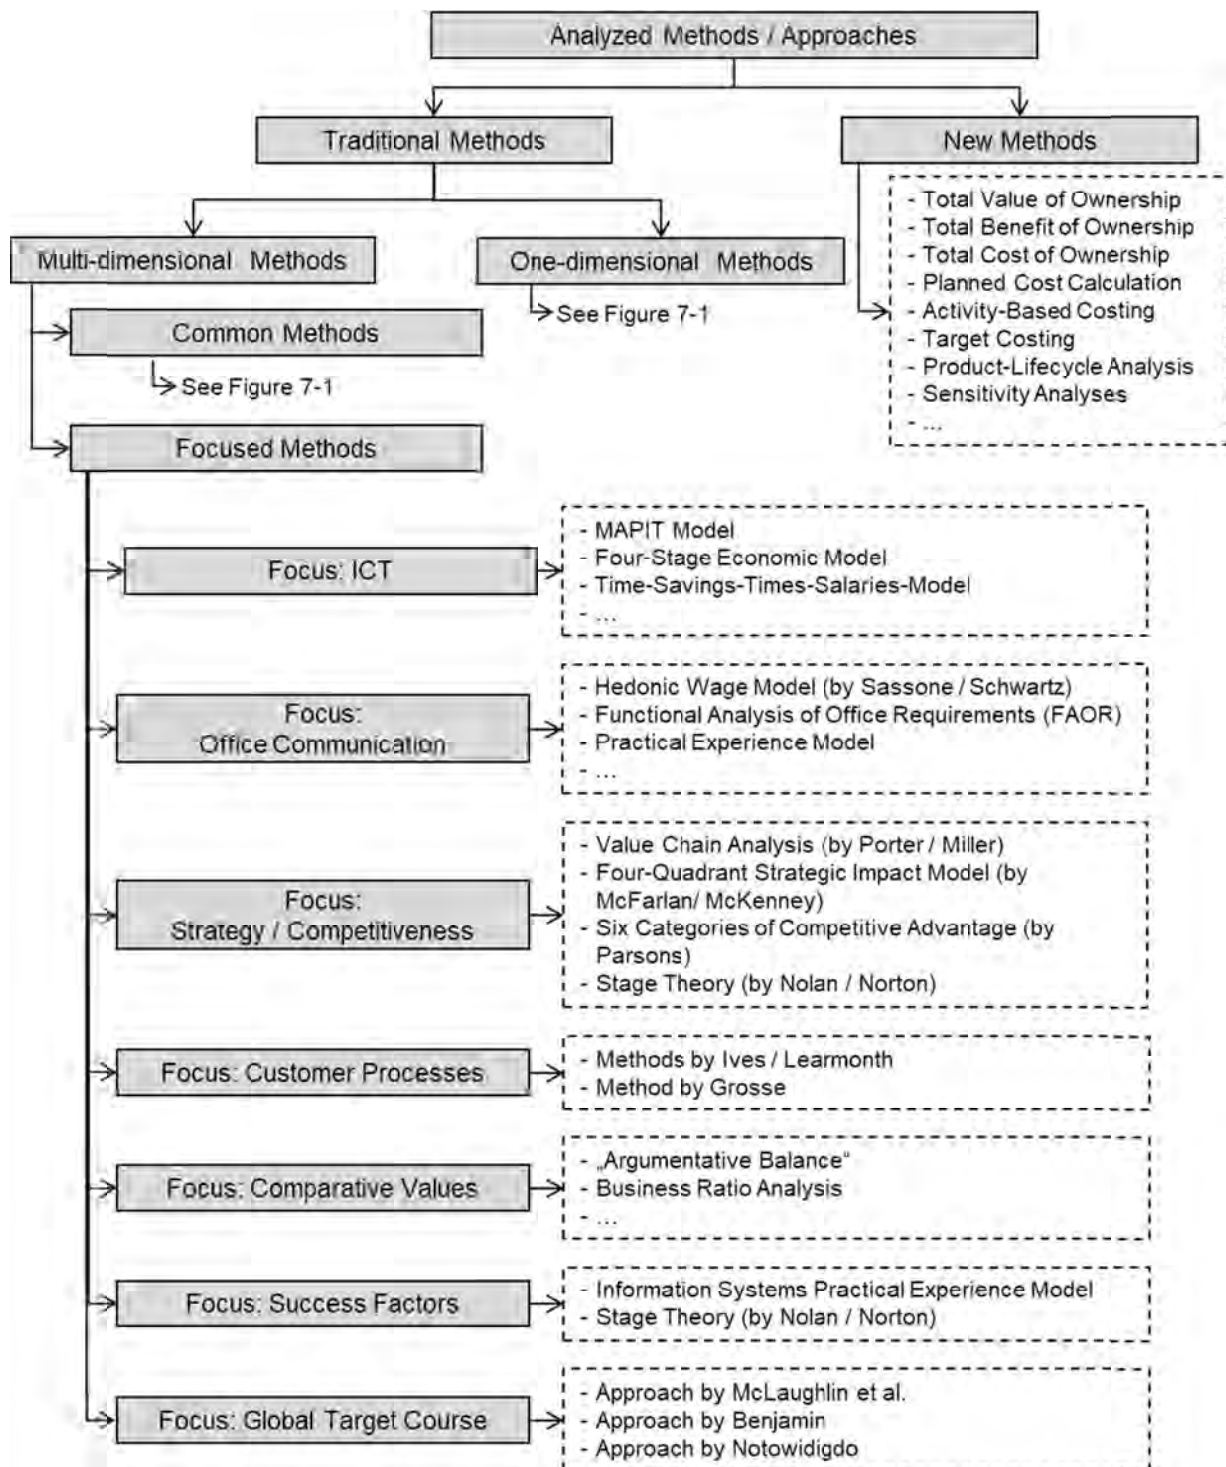 Analyzed Methods / Approaches
Traditional Methods
New Methods
- Total Value of Ownership
- Total Benefit of Ownership
- Total Cost of Ownership
- Planned Cost Calculation
- Activity-Based Costing
- Target Costing
- Product-Lifecycle Analysis
- Sensitivity Analyses
- ...
Multi-dimensional Methods
One-dimensional Methods
See Figure 7-1
Common Methods
See Figure 7-1
Focused Methods
Focus: ICT
- MAPIT Model
- Four-Stage Economic Model
- Time-Savings-Times-Salaries-Model
- ...
Focus:
Office Communication
- Hedonic Wage Model (by Sassone / Schwartz)
- Functional Analysis of Office Requirements (FAOR)
- Practical Experience Model
- ...
Focus:
Strategy / Competitiveness
- Value Chain Analysis (by Porter / Miller)
- Four-Quadrant Strategic Impact Model (by
McFarlan/ McKenney)
- Six Categories of Competitive Advantage (by
Parsons)
- Stage Theory (by Nolan / Norton)
Focus: Customer Processes
- Methods by Ives / Learmonth
- Method by Grosse
Focus: Comparative Values
- „Argumentative Balance“
- Business Ratio Analysis
- ...
Focus: Success Factors
- Information Systems Practical Experience Model
- Stage Theory (by Nolan / Norton)
Focus: Global Target Course
- Approach by McLaughlin et al.
- Approach by Benjamin
- Approach by Notowidigdo